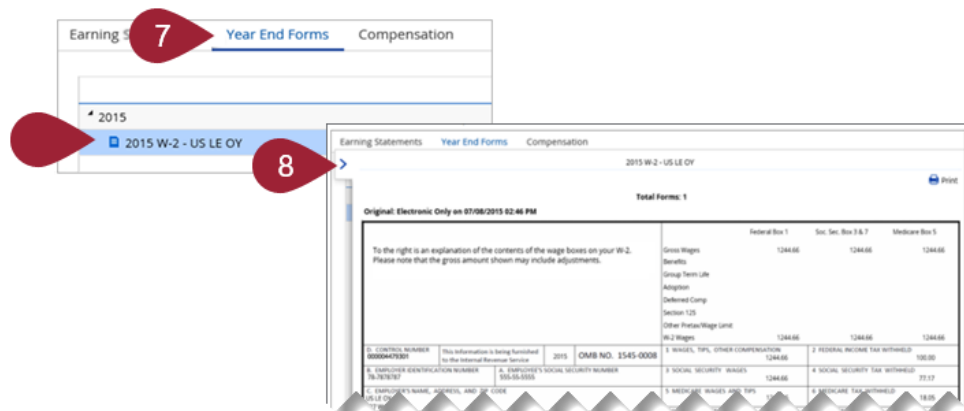 Earning S
7
Year End Forms
Compensation
2015
2015 W-2 - US LE OY
8
Earning Statements Year End Forms Compensation
2015 W-2 - US LE OY
Print
Total Forms: 1
Original: Electronic Only on 07/08/2015 02:46 PM
Federal Box 1 Soc. Sec. Box 3 & 7 Medicare Box 5
To the right is an explanation of the contents of the wage boxes on your W-2.
Please note that the gross amount shown may include adjustments.
Gross Wages 1244.66 1244.66 1244.66
Benefits
Group Term Life
Adoption
Deferred Comp
Section 125
Other Pretax/Wage Limit
W-2 Wages 1244.66 1244.66 1244.66
D. CONTROL NUMBER
000004479301
This Information is being furnished
to the Internal Revenue Service
2015
OMB NO. 1545-0008
1 WAGES, TIPS, OTHER COMPENSATION
1244.66
2 FEDERAL INCOME TAX WITHHELD
100.00
B. EMPLOYER IDENTIFICATION NUMBER
78-7878787
A. EMPLOYEE'S SOCIAL SECURITY NUMBER
555-55-5555
3 SOCIAL SECURITY WAGES
1244.66
4 SOCIAL SECURITY TAX WITHHELD
77.17
C. EMPLOYER'S NAME, ADDRESS, AND ZIP CODE
US LE OY
5 MEDICARE WAGES AND TIPS
6 MEDICARE TAX WITHHELD
18.05